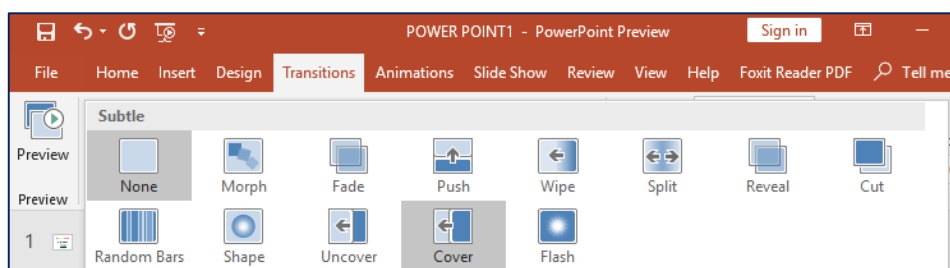 POWER POINT1 - PowerPoint Preview Sign in
File Home Insert Design Transitions Animations Slide Show Review View Help Foxit Reader PDF Tell me
Subtle
Preview
None Morph Fade Push Wipe Split Reveal Cut
Preview
1
Random Bars Shape Uncover Cover Flash